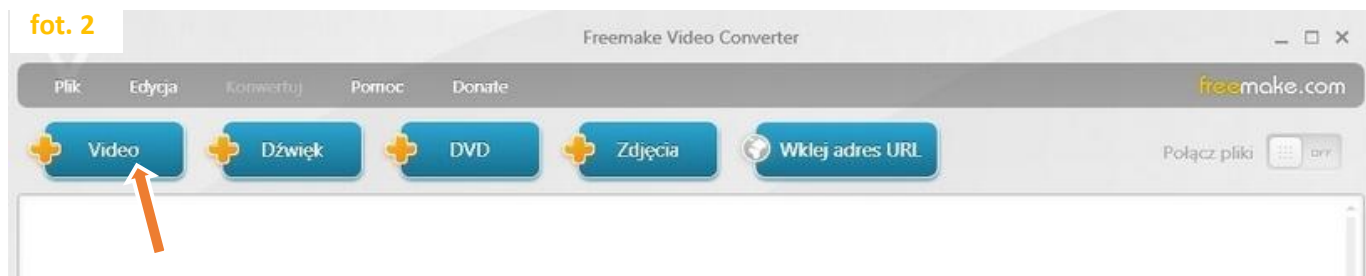 fot. 2
Freemake Video Converter
Plik Edycja Konwertuj Pomoc Donate freemake.com
Video Dźwięk DVD Zdjęcia Wklej adres URL Połącz pliki OFF